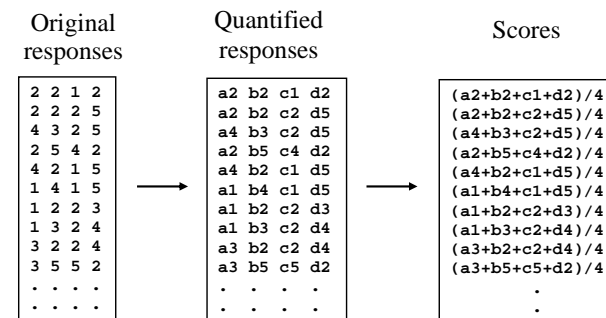 Original
responses
Quantified
responses
Scores
2 2 1 2
2 2 2 5
4 3 2 5
2 5 4 2
4 2 1 5
1 4 1 5
1 2 2 3
1 3 2 4
3 2 2 4
3 5 5 2
. . . .
. . . .
a2 b2 c1 d2
a2 b2 c2 d5
a4 b3 c2 d5
a2 b5 c4 d2
a4 b2 c1 d5
a1 b4 c1 d5
a1 b2 c2 d3
a1 b3 c2 d4
a3 b2 c2 d4
a3 b5 c5 d2
. . . .
. . . .
(a2+b2+c1+d2)/4
(a2+b2+c2+d5)/4
(a4+b3+c2+d5)/4
(a2+b5+c4+d2)/4
(a4+b2+c1+d5)/4
(a1+b4+c1+d5)/4
(a1+b2+c2+d3)/4
(a1+b3+c2+d4)/4
(a3+b2+c2+d4)/4
(a3+b5+c5+d2)/4
.
.